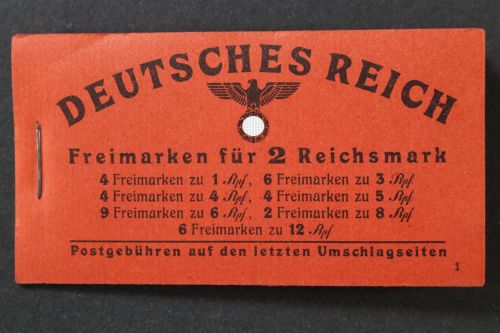 DEUTSCHES REICH
Freimarken für 2 Reichsmark
4 Freimarken zu 1 Rpf, 6 Freimarken zu 3 Rpf
4 Freimarken zu 4 Rpf, 4 Freimarken zu 5 Rpf
9 Freimarken zu 6 Rpf, 2 Freimarken zu 8 Rpf
6 Freimarken zu 12 Rpf
Postgebühren auf den letzten Umschlagseiten
1